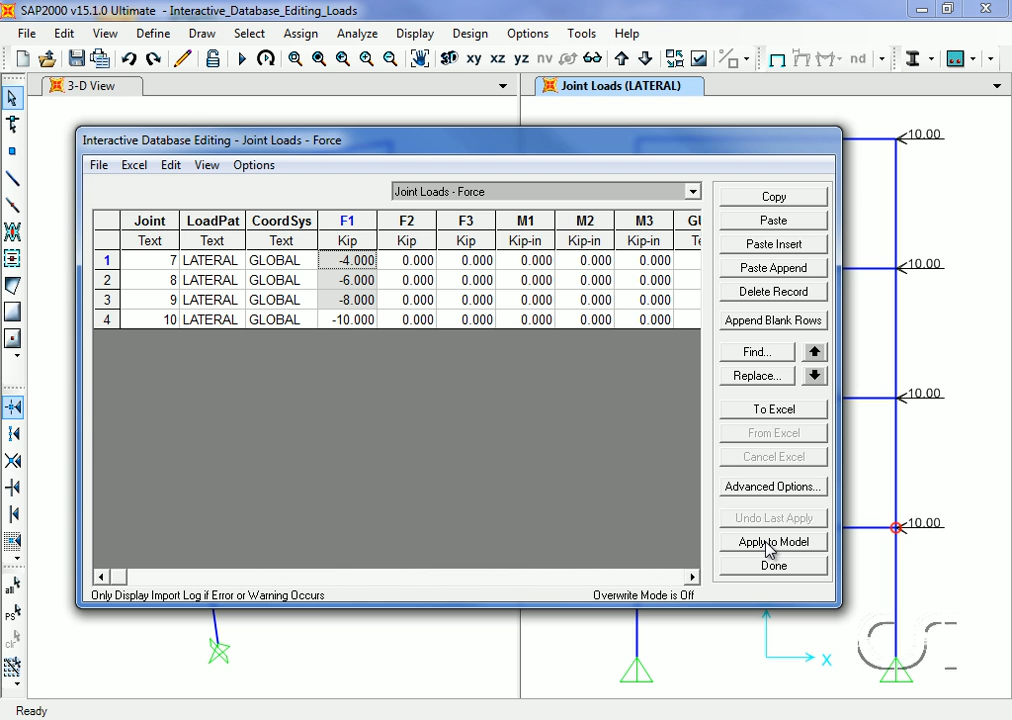 SAP2000 v15.1.0 Ultimate - Interactive_Database_Editing_Loads
File Edit View Define Draw Select Assign Analyze Display Design Options Tools Help
3D xy xz yz nv nd
3-D View
Joint Loads (LATERAL)
Interactive Database Editing - Joint Loads - Force
File Excel Edit View Options
Joint Loads - Force
Joint LoadPat CoordSys F1 F2 F3 M1 M2 M3
Text Text Text Kip Kip Kip Kip-in Kip-in Kip-in
1 7 LATERAL GLOBAL -4.000 0.000 0.000 0.000 0.000 0.000
2 8 LATERAL GLOBAL -6.000 0.000 0.000 0.000 0.000 0.000
3 9 LATERAL GLOBAL -8.000 0.000 0.000 0.000 0.000 0.000
4 10 LATERAL GLOBAL -10.000 0.000 0.000 0.000 0.000 0.000
Copy
Paste
Paste Insert
Paste Append
Delete Record
Append Blank Rows
Find...
Replace...
To Excel
From Excel
Cancel Excel
Advanced Options...
Undo Last Apply
Apply to Model
Done
Only Display Import Log if Error or Warning Occurs
Overwrite Mode is Off
10.00
10.00
10.00
10.00
X
all
PS
clr
Ready